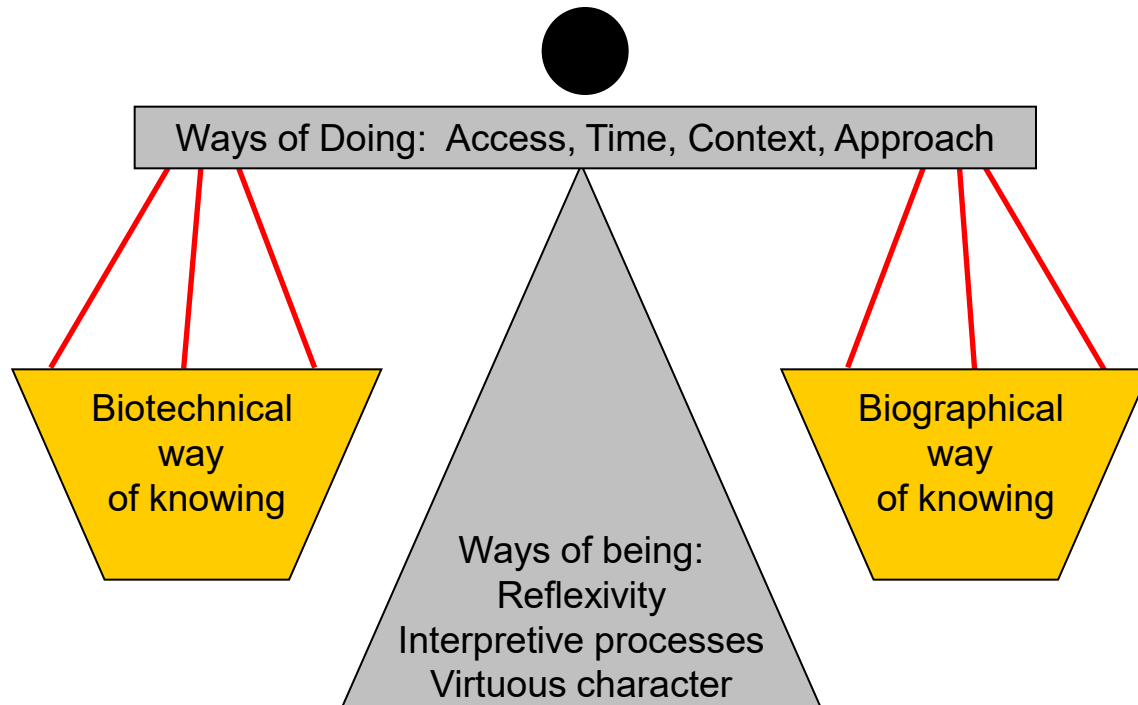 Ways of Doing:  Access, Time, Context, Approach
Biotechnical
way
of knowing
Biographical
way
of knowing
Ways of being:
Reflexivity
Interpretive processes
Virtuous character